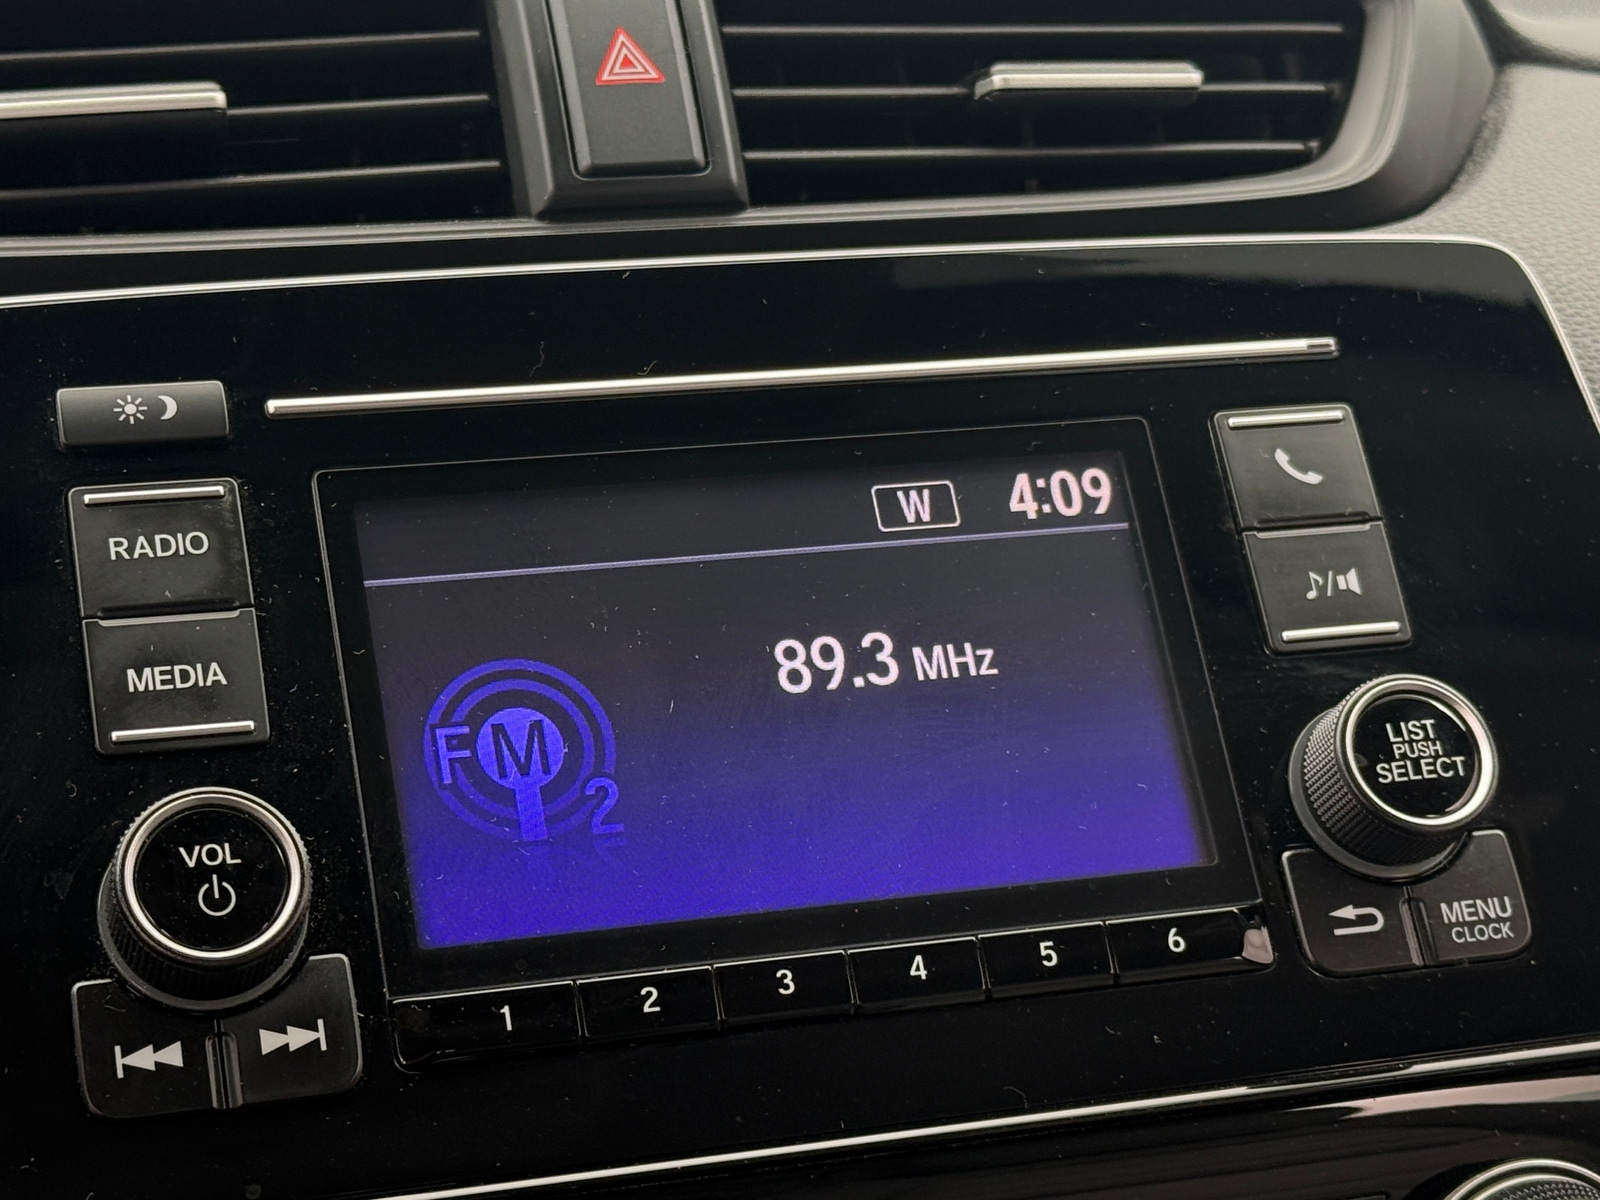 W 4:09
RADIO
89.3 MHz
MEDIA
FM
2
LIST
PUSH
SELECT
VOL
MENU
CLOCK
1 2 3 4 5 6